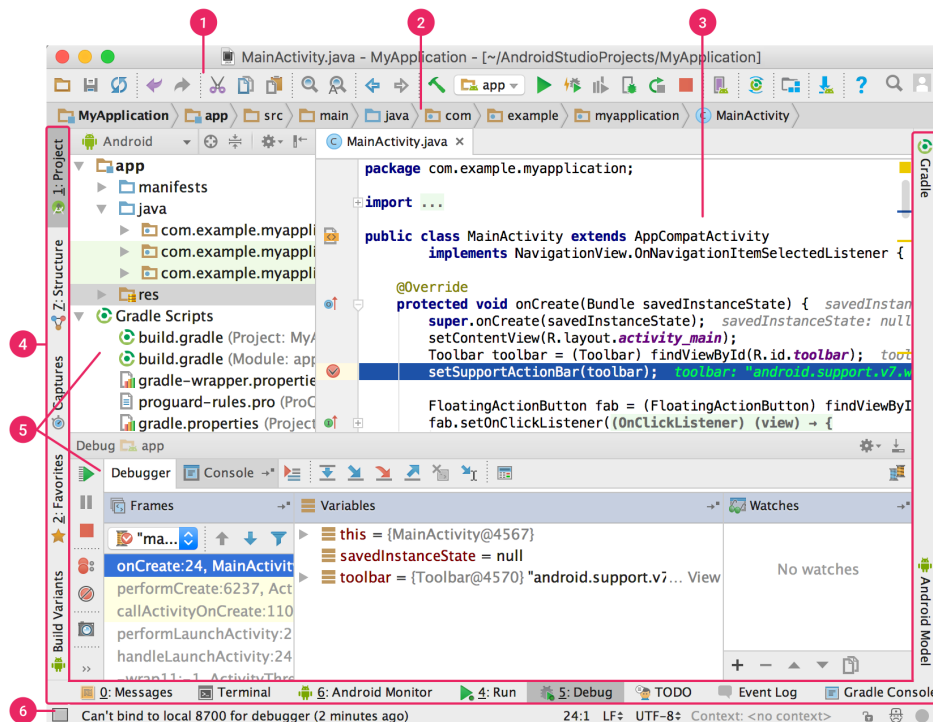 1
2
3
MainActivity.java - MyApplication - [~/AndroidStudioProjects/MyApplication]
app
?
MyApplication
app
src
main
java
com
example
myapplication
MainActivity
1: Project
Z: Structure
Captures
2: Favorites
Build Variants
4
5
6
Android
app
manifests
java
com.example.myappli
com.example.myappli
com.example.myappli
res
Gradle Scripts
build.gradle (Project: MyA
build.gradle (Module: app
gradle-wrapper.propertie
proguard-rules.pro (ProG
gradle.properties (Project
MainActivity.java
package com.example.myapplication;
import ...
public class MainActivity extends AppCompatActivity
implements NavigationView.OnNavigationItemSelectedListener {
@Override
protected void onCreate(Bundle savedInstanceState) { savedInstan
super.onCreate(savedInstanceState); savedInstanceState: null
setContentView(R.layout.activity_main);
Toolbar toolbar = (Toolbar) findViewById(R.id.toolbar); tool
setSupportActionBar(toolbar); toolbar: "android.support.v7.w
FloatingActionButton fab = (FloatingActionButton) findViewByI
fab.setOnClickListener((OnClickListener) (view) → {
Gradle
Android Model
Debug app
Debugger
Console
Frames
Variables
Watches
"ma...
onCreate:24, MainActivit
performCreate:6237, Act
callActivityOnCreate:110
performLaunchActivity:2
handleLaunchActivity:24
-wrap11:-1, ActivityThre
this = {MainActivity@4567}
savedInstanceState = null
toolbar = {Toolbar@4570} "android.support.v7... View
No watches
0: Messages
Terminal
6: Android Monitor
4: Run
5: Debug
TODO
Event Log
Gradle Console
Can't bind to local 8700 for debugger (2 minutes ago)
24:1 LF UTF-8 Context: <no context>